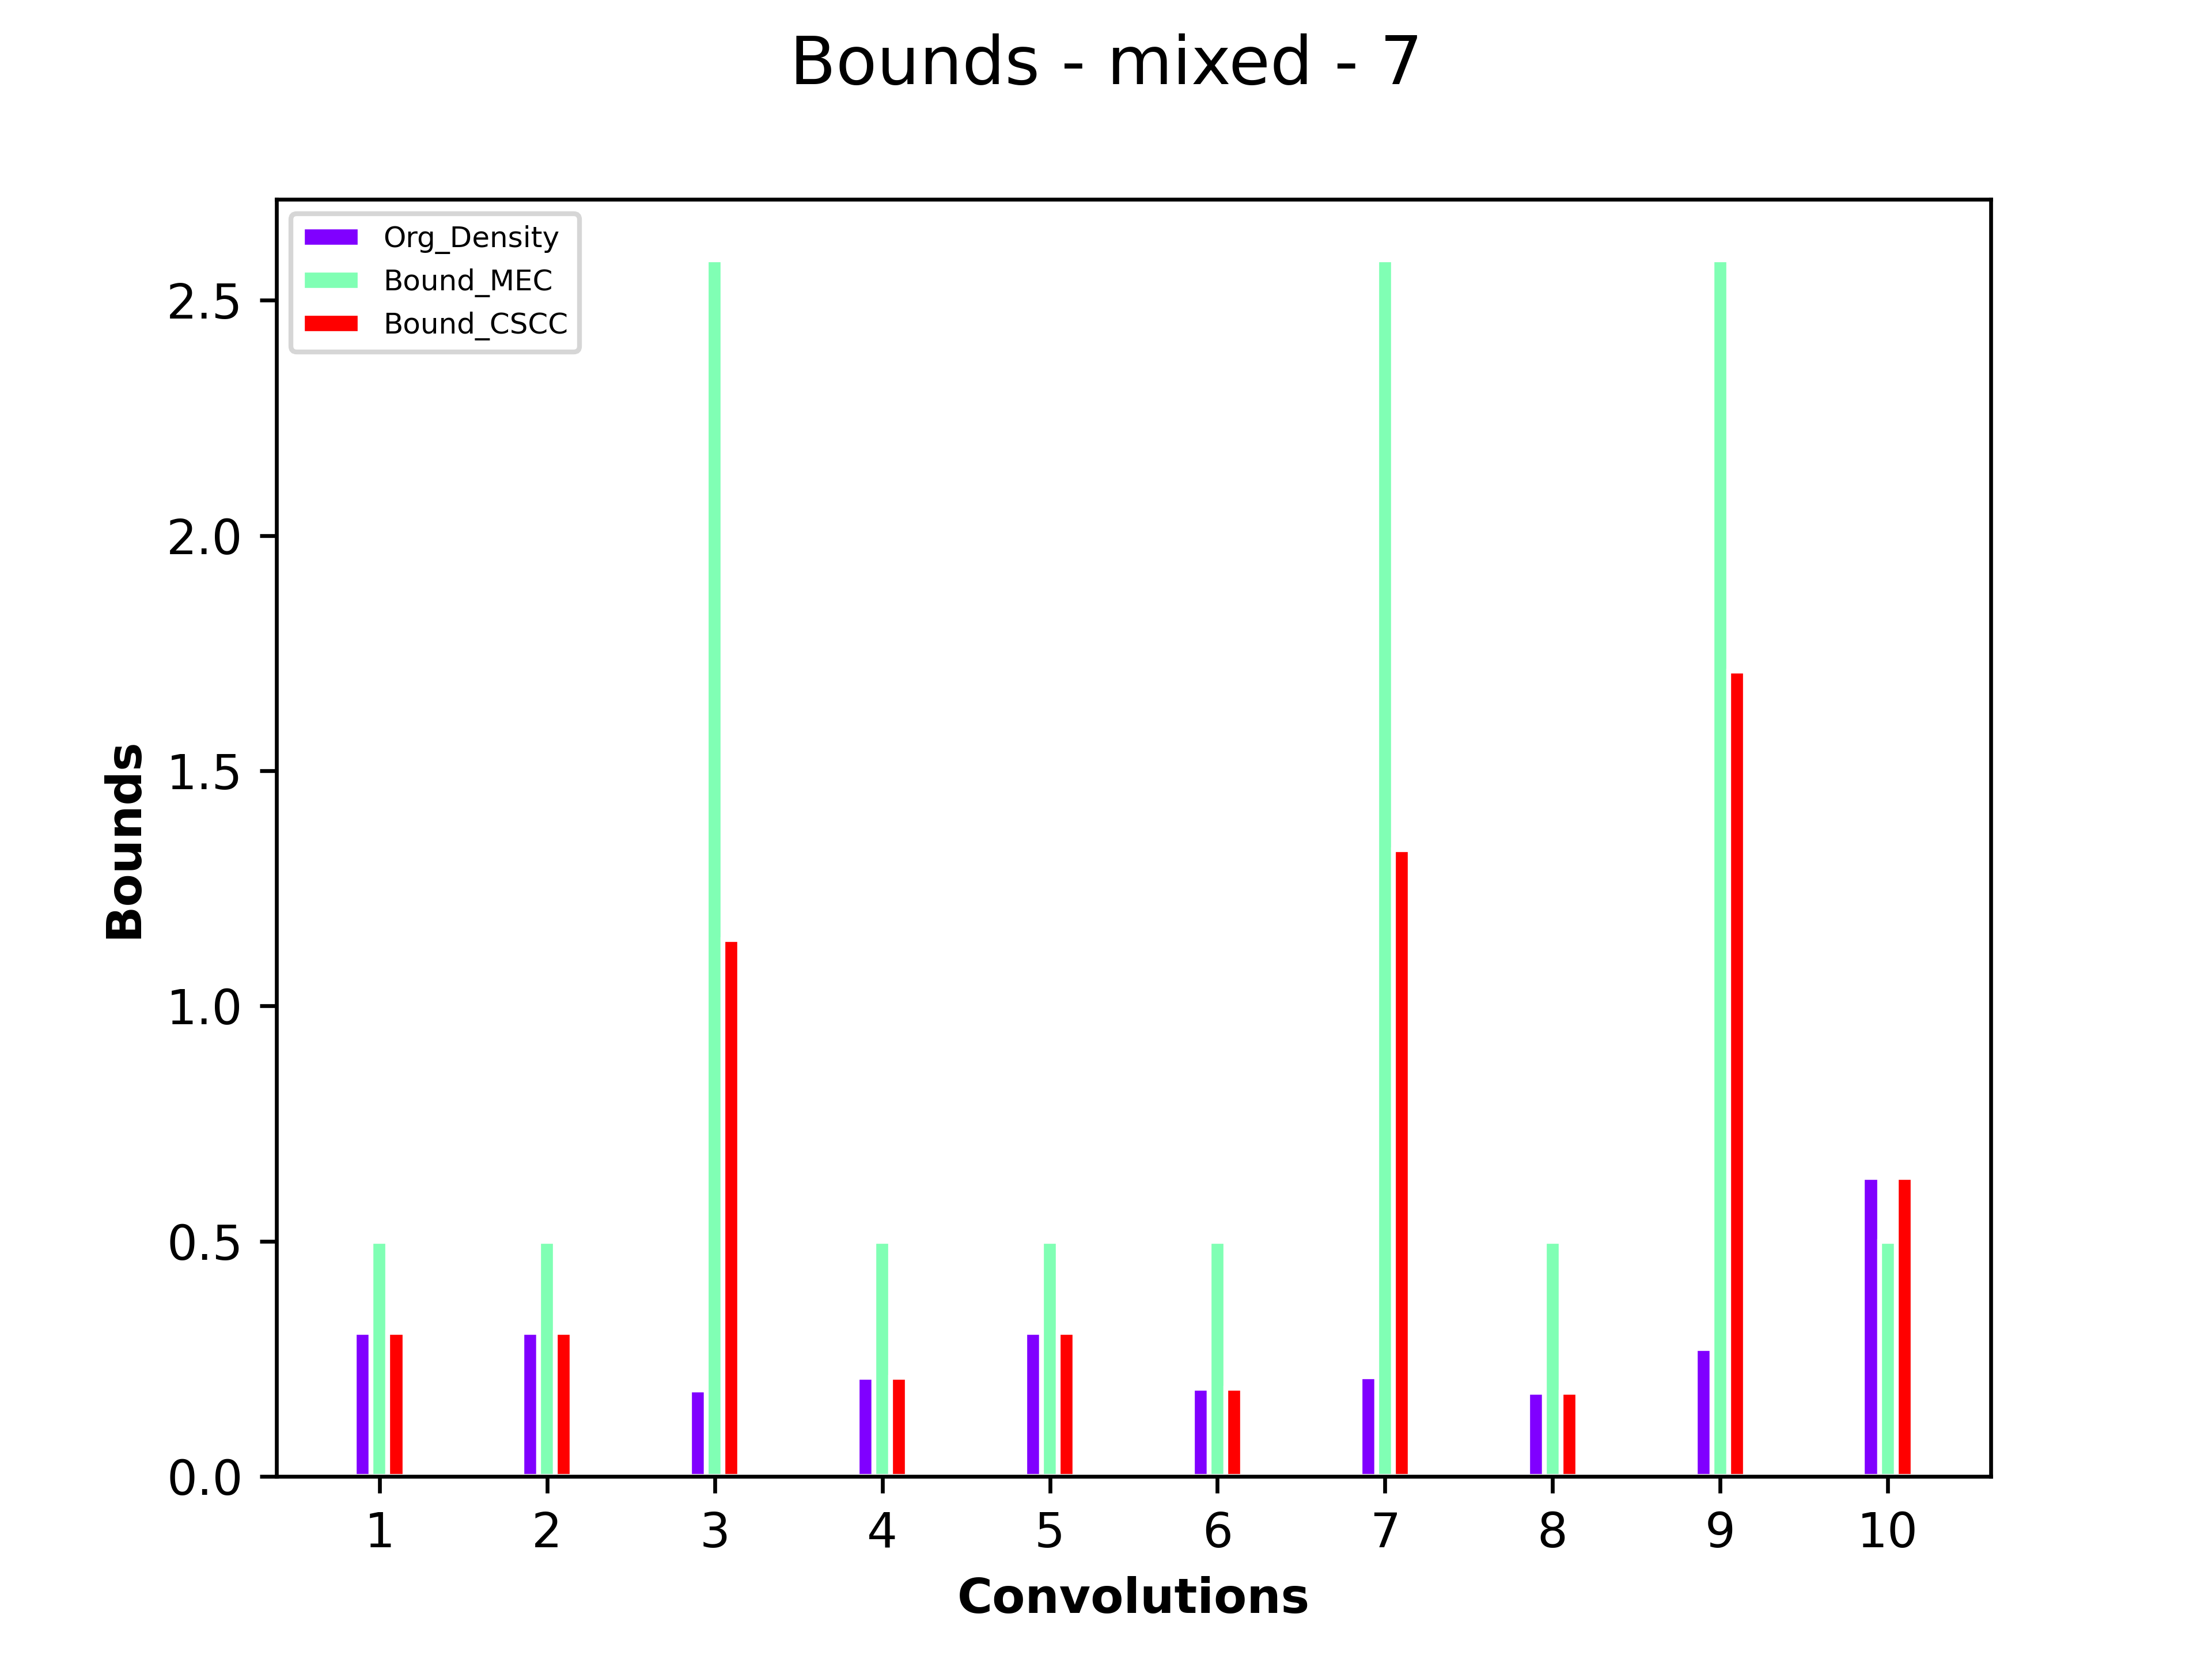 Bounds - mixed - 7
Org_Density
Bound_MEC
Bound_CSCC
2.5
2.0
1.5
1.0
0.5
0.0
Bounds
1 2 3 4 5 6 7 8 9 10
Convolutions